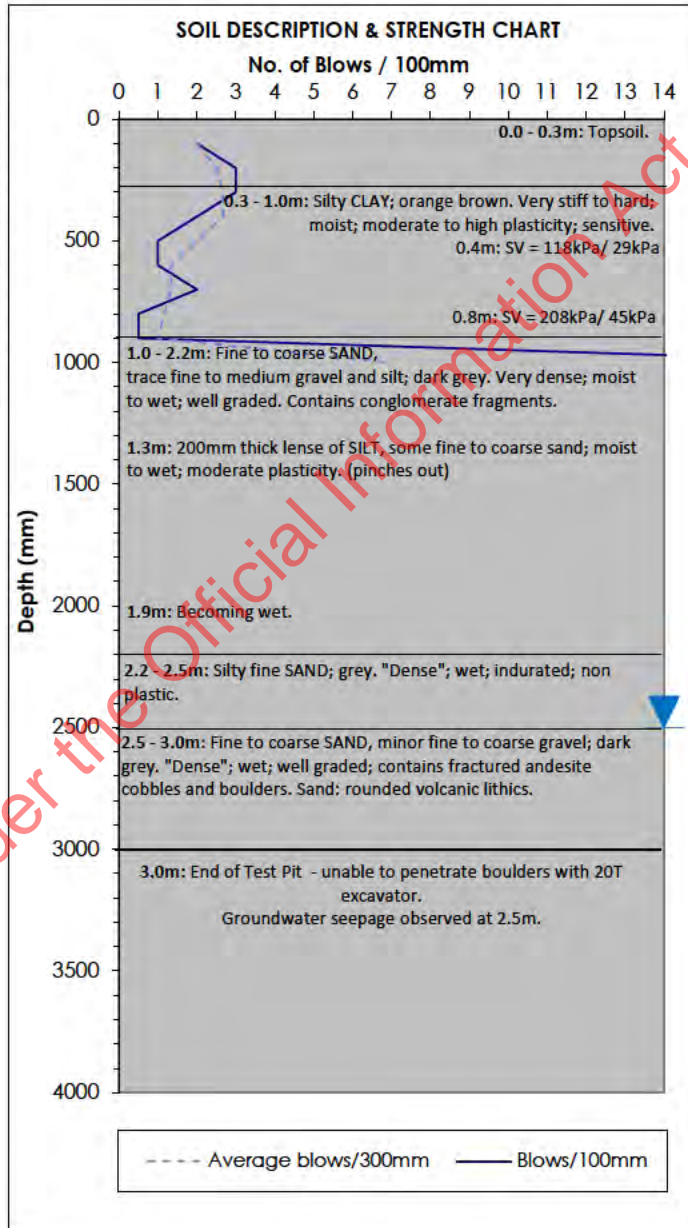 SOIL DESCRIPTION & STRENGTH CHART
No. of Blows / 100mm
0 1 2 3 4 5 6 7 8 9 10 11 12 13 14
0
0.0 - 0.3m: Topsoil.
0.3 - 1.0m: Silty CLAY; orange brown. Very stiff to hard;
moist; moderate to high plasticity; sensitive.
500
0.4m: SV = 118kPa/ 29kPa
0.8m: SV = 208kPa/ 45kPa
1000
1.0 - 2.2m: Fine to coarse SAND,
trace fine to medium gravel and silt; dark grey. Very dense; moist
to wet; well graded. Contains conglomerate fragments.
1.3m: 200mm thick lense of SILT, some fine to coarse sand; moist
to wet; moderate plasticity. (pinches out)
1500
Depth (mm)
2000
1.9m: Becoming wet.
2.2 - 2.5m: Silty fine SAND; grey. "Dense"; wet; indurated; non
plastic.
2500
2.5 - 3.0m: Fine to coarse SAND, minor fine to coarse gravel; dark
grey. "Dense"; wet; well graded; contains fractured andesite
cobbles and boulders. Sand: rounded volcanic lithics.
3000
3.0m: End of Test Pit - unable to penetrate boulders with 20T
excavator.
Groundwater seepage observed at 2.5m.
3500
4000
Average blows/300mm
Blows/100mm
der the Official Information Act